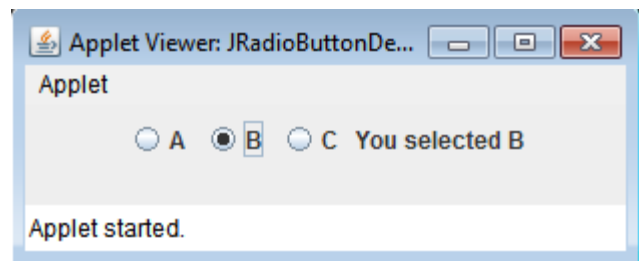 Applet Viewer: JRadioButtonDe...
Applet
A B C You selected B
Applet started.